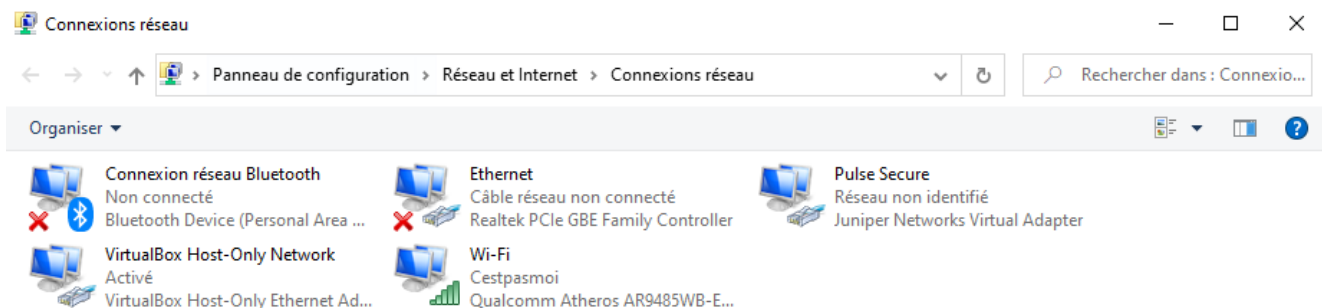 Connexions réseau
Panneau de configuration › Réseau et Internet › Connexions réseau
Rechercher dans : Connexio...
Organiser
Connexion réseau Bluetooth
Non connecté
Bluetooth Device (Personal Area ...
Ethernet
Câble réseau non connecté
Realtek PCIe GBE Family Controller
Pulse Secure
Réseau non identifié
Juniper Networks Virtual Adapter
VirtualBox Host-Only Network
Activé
VirtualBox Host-Only Ethernet Ad...
Wi-Fi
Cestpasmoi
Qualcomm Atheros AR9485WB-E...